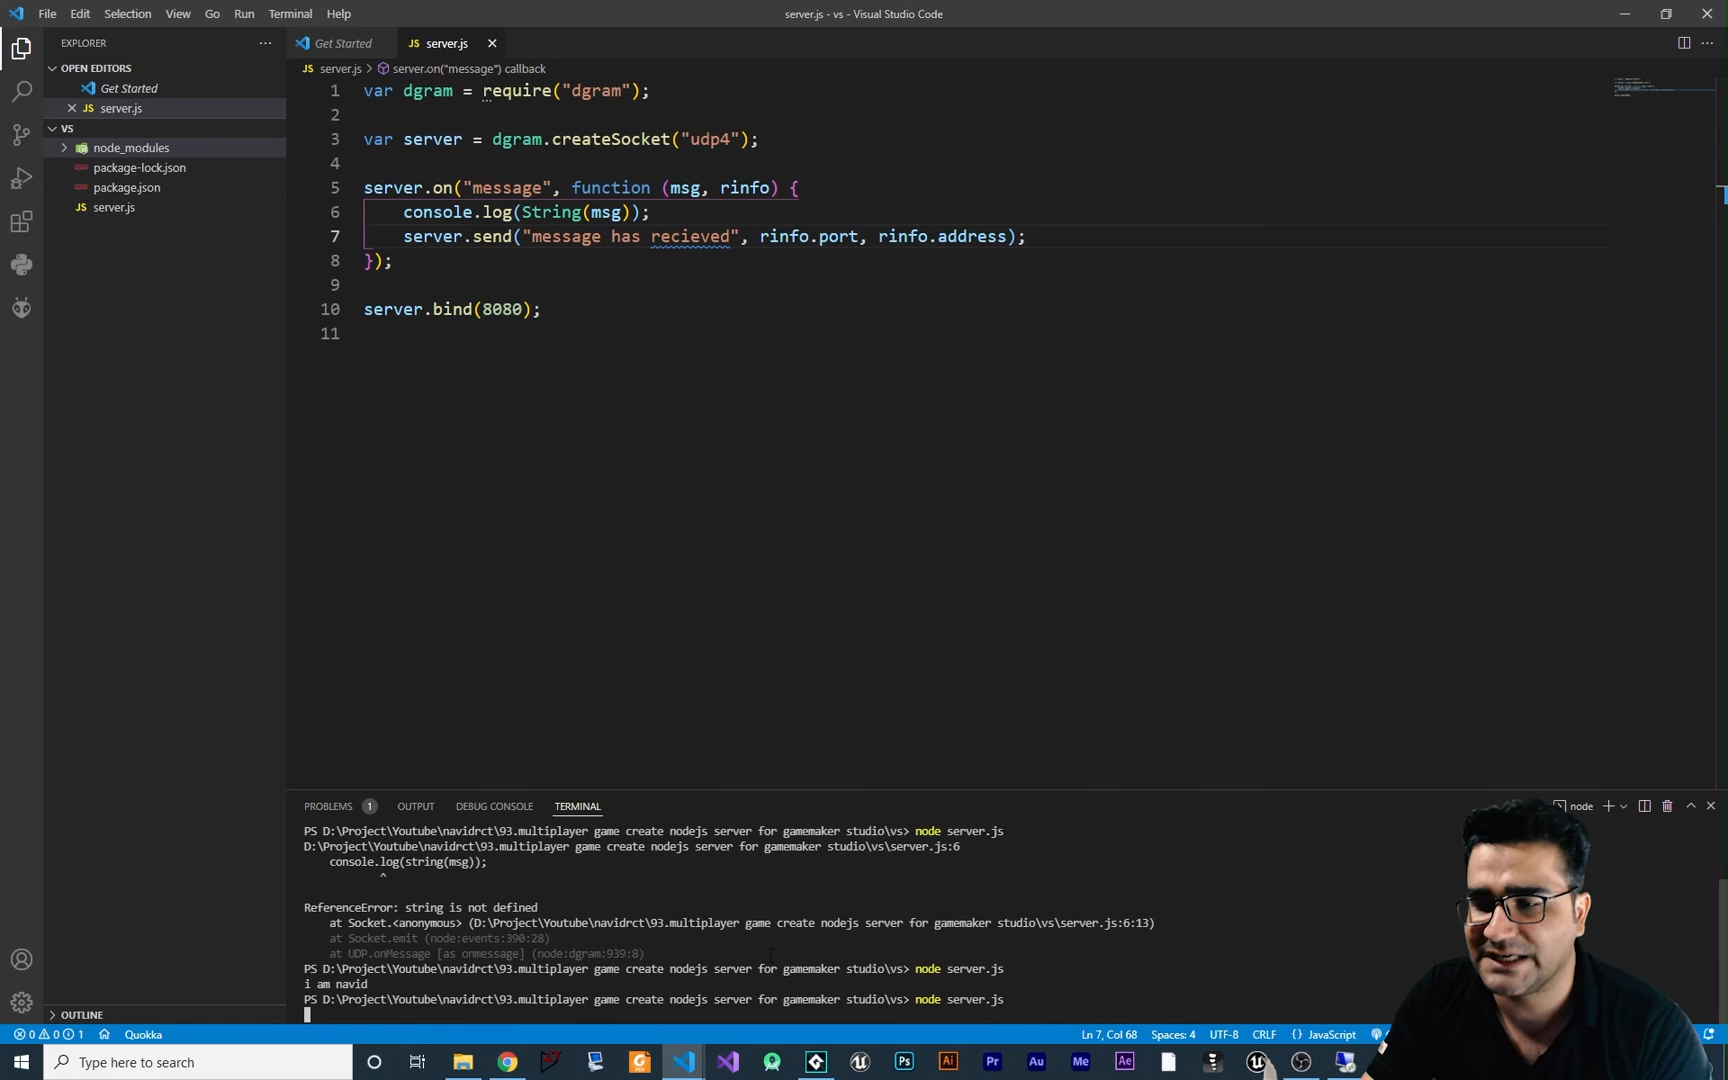 File Edit Selection View Go Run Terminal Help
server.js - vs - Visual Studio Code
EXPLORER
OPEN EDITORS
Get Started
JS server.js
VS
node_modules
package-lock.json
package.json
JS server.js
OUTLINE
Get Started
JS server.js
JS server.js > server.on("message") callback
1 var dgram = require("dgram");
2
3 var server = dgram.createSocket("udp4");
4
5 server.on("message", function (msg, rinfo) {
6 console.log(String(msg));
7 server.send("message has recieved", rinfo.port, rinfo.address);
8 });
9
10 server.bind(8080);
11
PROBLEMS 1 OUTPUT DEBUG CONSOLE TERMINAL
node
PS D:\Project\Youtube\navidrct\93.multiplayer game create nodejs server for gamemaker studio\vs> node server.js
D:\Project\Youtube\navidrct\93.multiplayer game create nodejs server for gamemaker studio\vs\server.js:6
console.log(string(msg));
^
ReferenceError: string is not defined
at Socket.<anonymous> (D:\Project\Youtube\navidrct\93.multiplayer game create nodejs server for gamemaker studio\vs\server.js:6:13)
at Socket.emit (node:events:390:28)
at UDP.onMessage [as onmessage] (node:dgram:939:8)
PS D:\Project\Youtube\navidrct\93.multiplayer game create nodejs server for gamemaker studio\vs> node server.js
i am navid
PS D:\Project\Youtube\navidrct\93.multiplayer game create nodejs server for gamemaker studio\vs> node server.js
0 0 1 Quokka
Ln 7, Col 68 Spaces: 4 UTF-8 CRLF {} JavaScript
Type here to search
Ps Ai Pr Au Me Ae